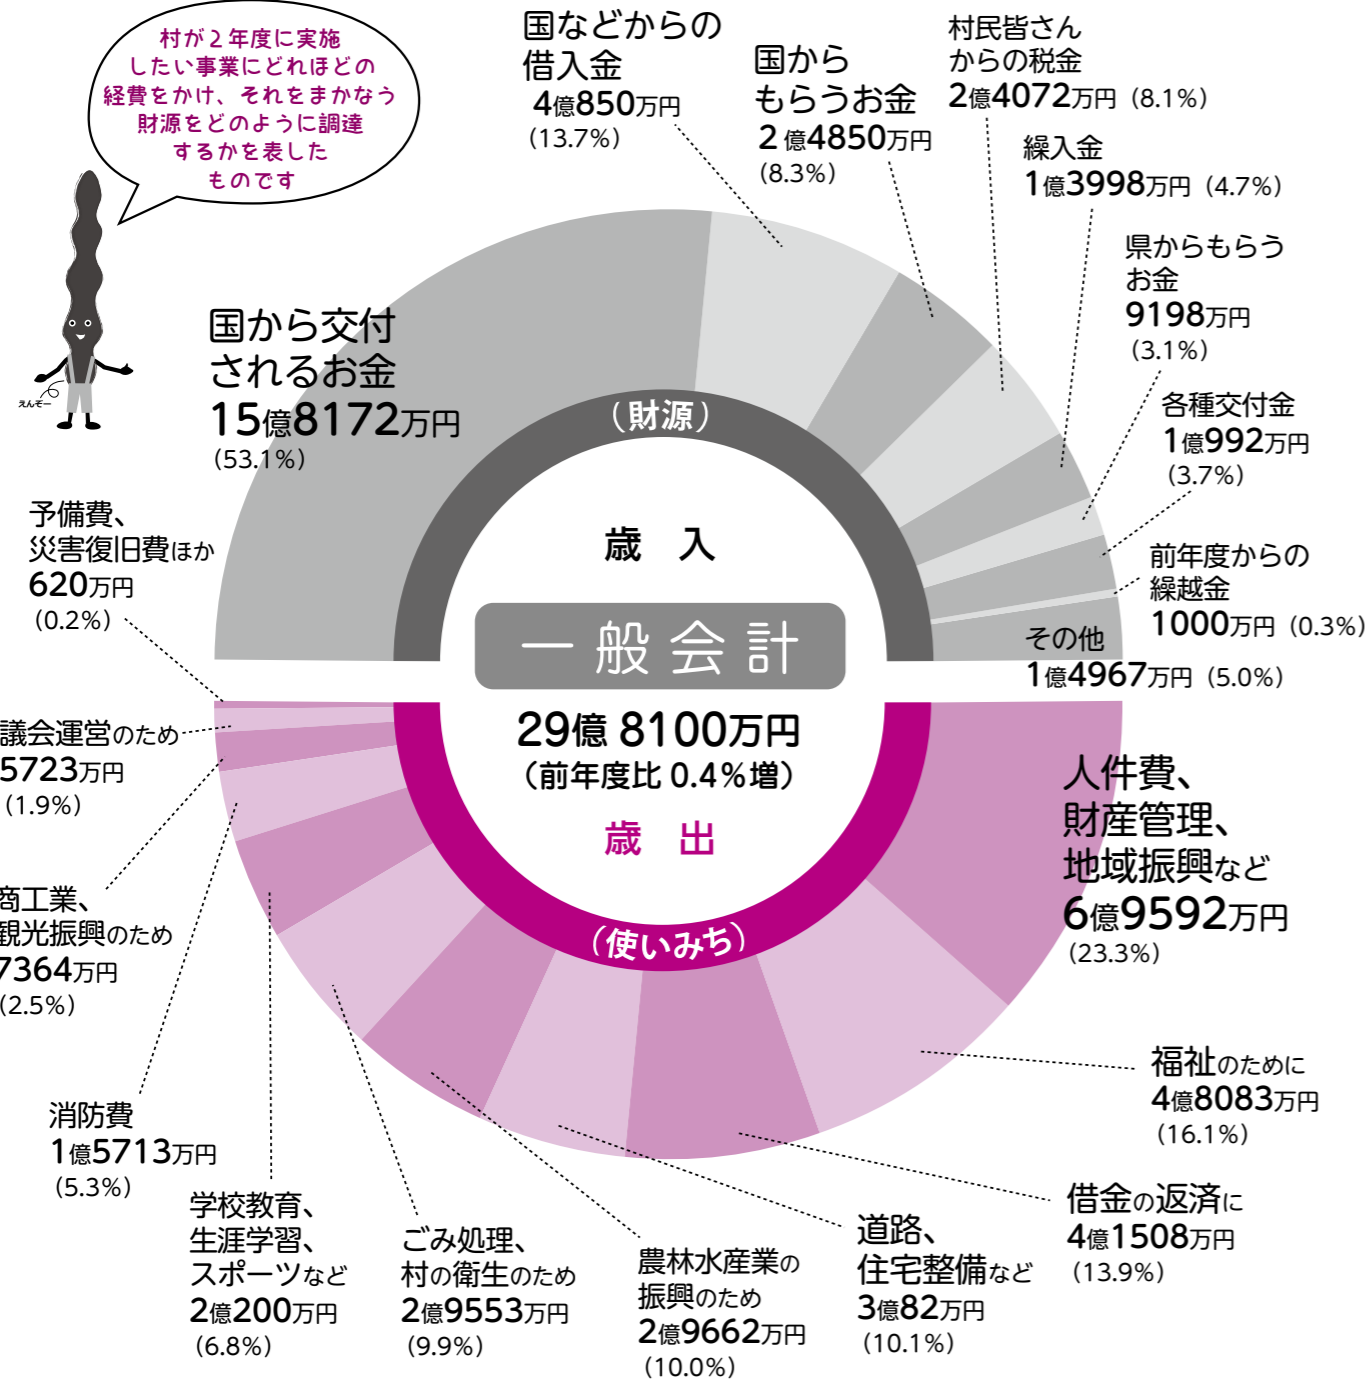 村が２年度に実施
したい事業にどれほどの
経費をかけ、それをまかなう
財源をどのように調達
するかを表した
ものです
えんぞー
国などからの
借入金
4億850万円
（13.7%）
国から
もらうお金
2億4850万円
（8.3%）
村民皆さん
からの税金
2億4072万円（8.1%）
繰入金
1億3998万円（4.7%）
県からもらう
お金
9198万円
（3.1%）
各種交付金
1億992万円
（3.7%）
前年度からの
繰越金
1000万円（0.3%）
その他
1億4967万円（5.0%）
国から交付
されるお金
15億8172万円
（53.1%）
（財源）
歳 入
一般会計
29億8100万円
（前年度比 0.4％増）
歳 出
（使いみち）
予備費、
災害復旧費ほか
620万円
（0.2%）
議会運営のため
5723万円
（1.9%）
商工業、
観光振興のため
7364万円
（2.5%）
消防費
1億5713万円
（5.3%）
学校教育、
生涯学習、
スポーツなど
2億200万円
（6.8%）
ごみ処理、
村の衛生のため
2億9553万円
（9.9%）
農林水産業の
振興のため
2億9662万円
（10.0%）
道路、
住宅整備など
3億82万円
（10.1%）
借金の返済に
4億1508万円
（13.9%）
福祉のために
4億8083万円
（16.1%）
人件費、
財産管理、
地域振興など
6億9592万円
（23.3%）